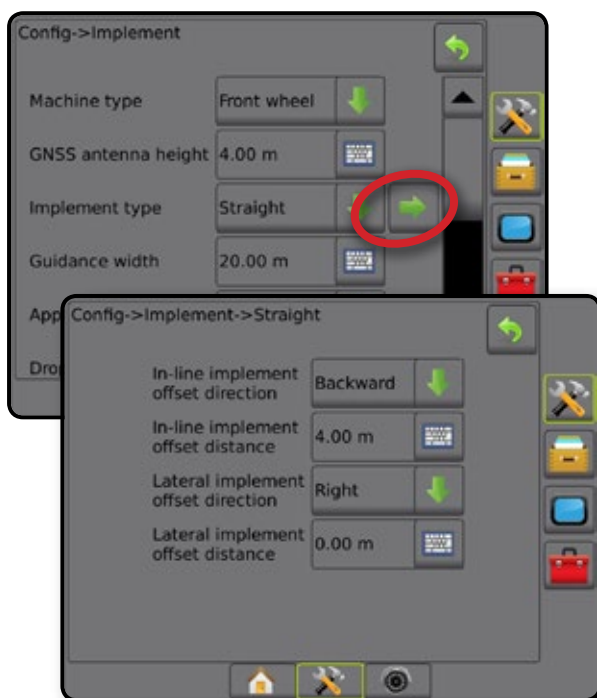 Config->Implement
Machine type Front wheel
GNSS antenna height 4.00 m
Implement type Straight
Guidance width 20.00 m
App
Dro
Config->Implement->Straight
In-line implement
offset direction Backward
In-line implement
offset distance 4.00 m
Lateral implement
offset direction Right
Lateral implement
offset distance 0.00 m